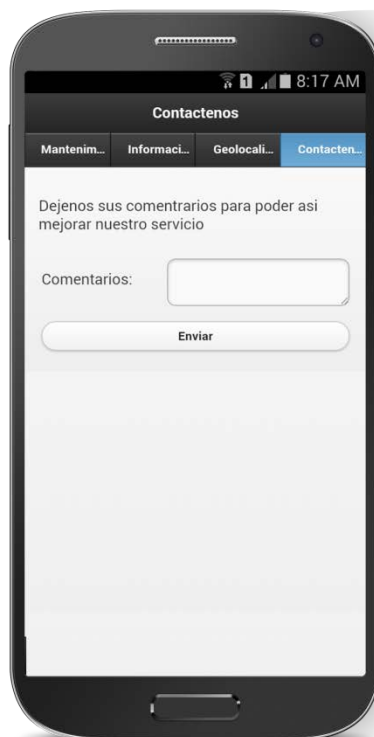 1 8:17 AM
Contactenos
Mantenim... Informaci... Geolocali... Contacten...
Dejenos sus comentrarios para poder asi
mejorar nuestro servicio
Comentarios:
Enviar